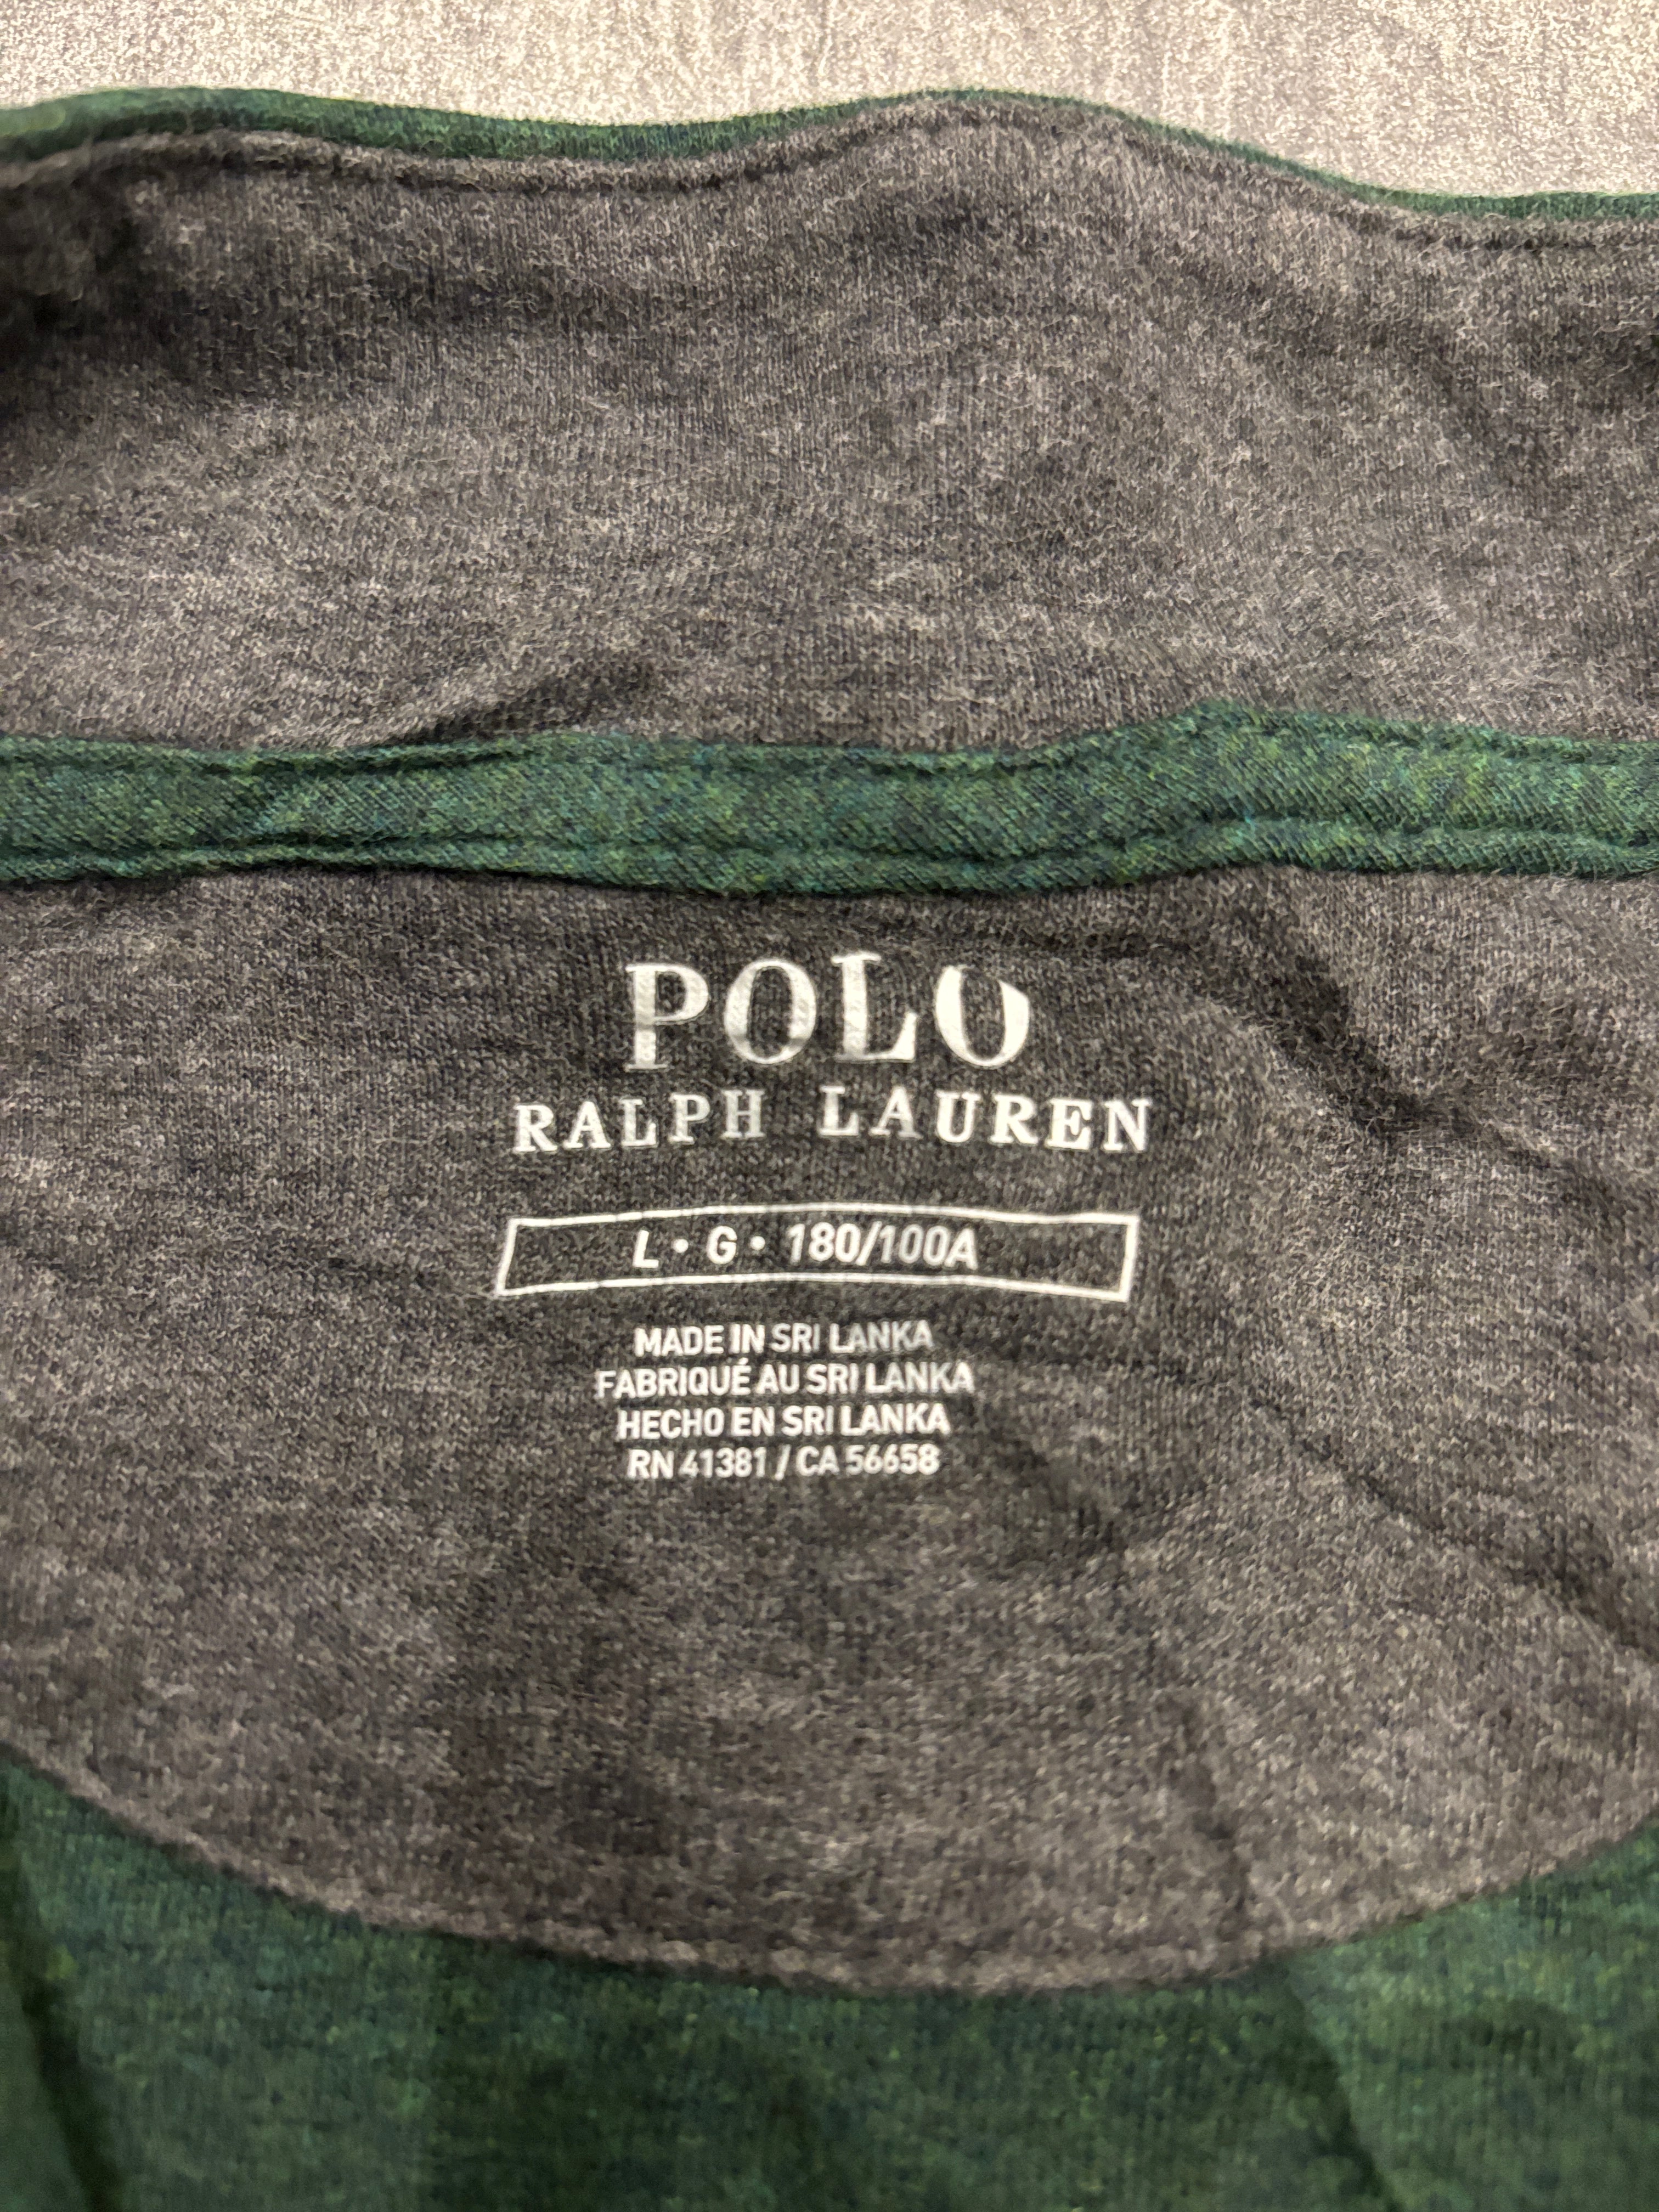 POLO
RALPH LAUREN
L • G • 180/100A
MADE IN SRI LANKA
FABRIQUÉ AU SRI LANKA
HECHO EN SRI LANKA
RN 41381 / CA 56658